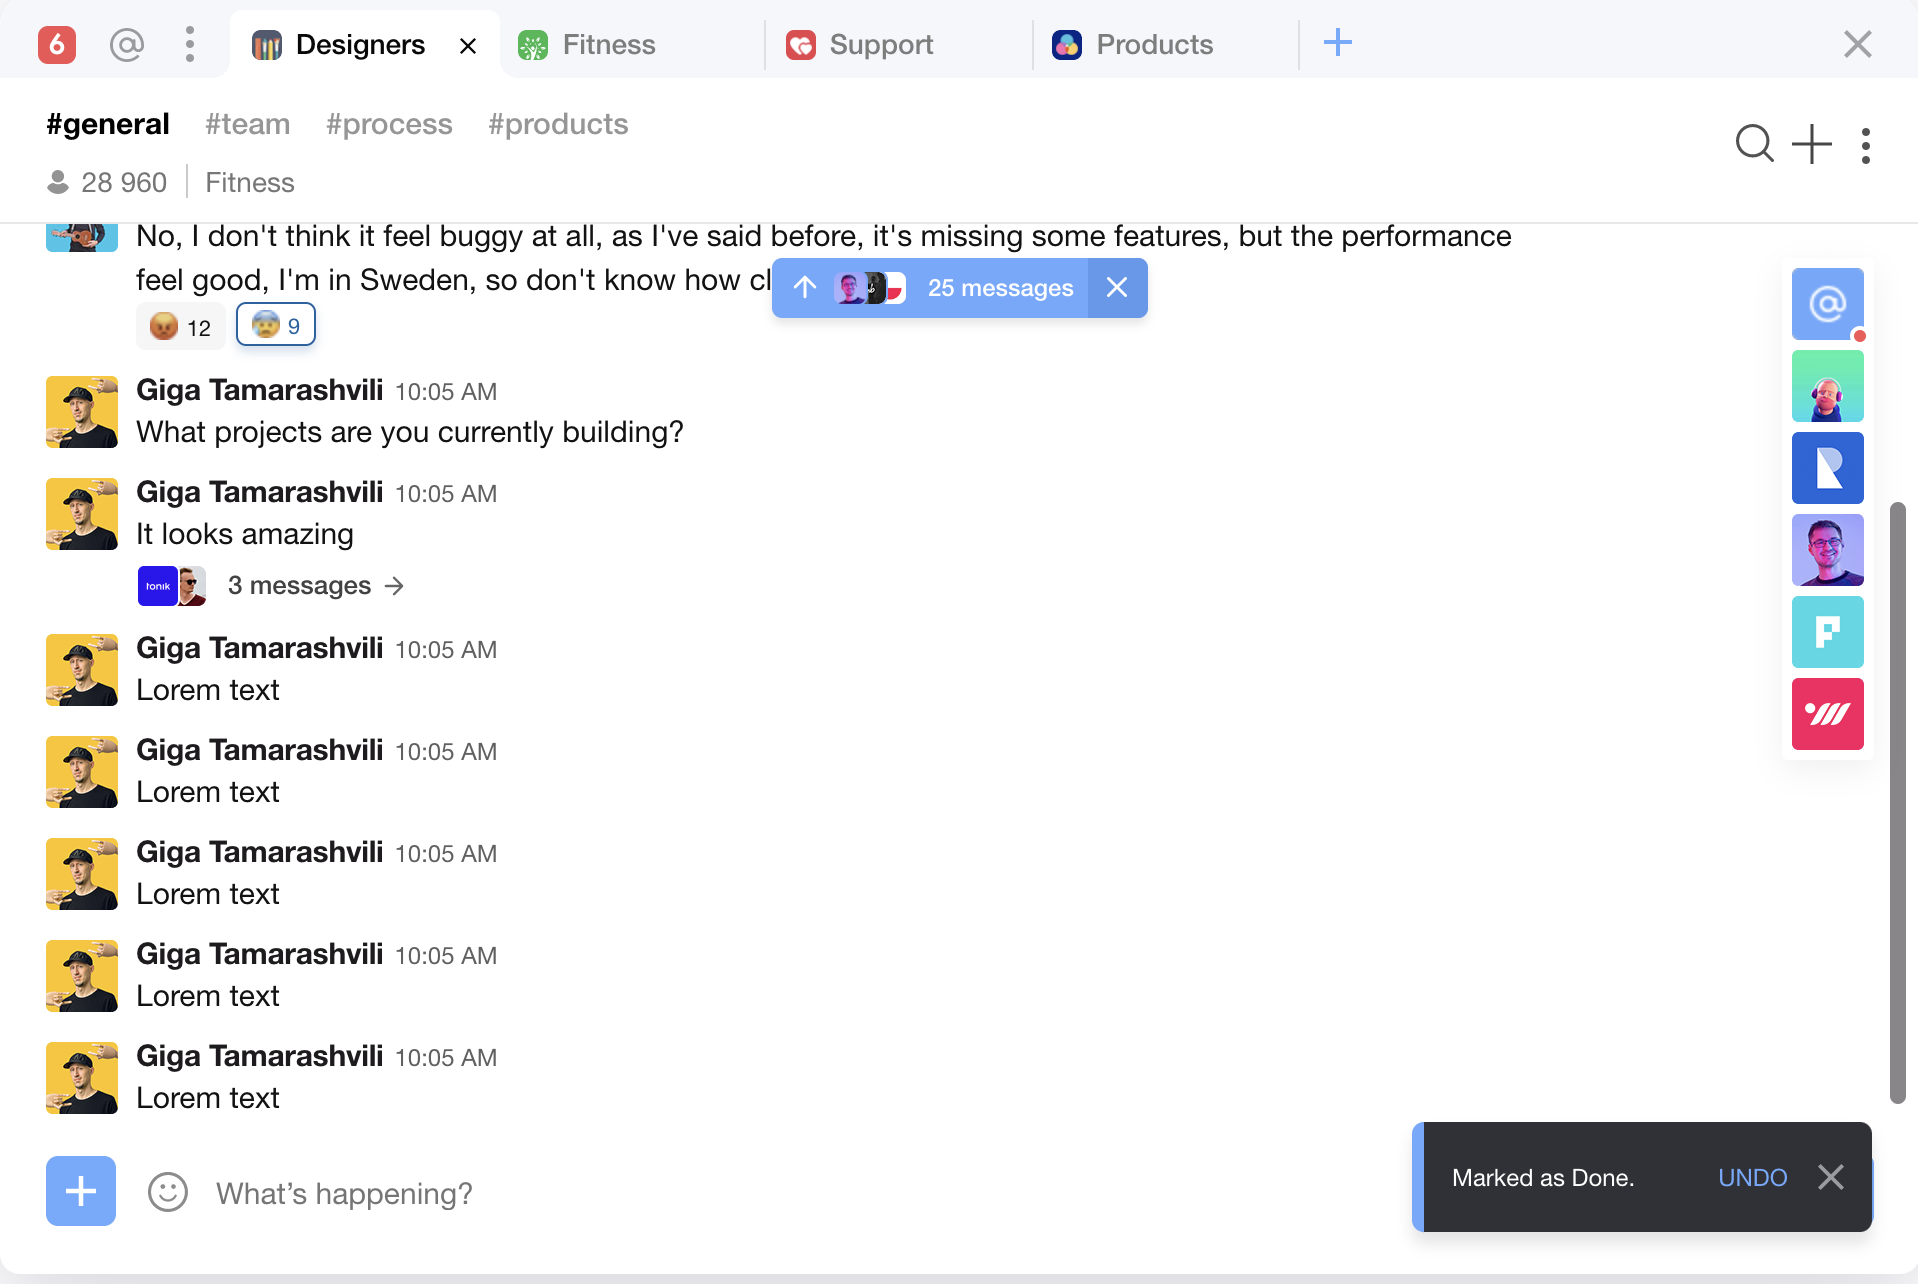 6
Designers
Fitness
Support
Products
#general #team #process #products
28 960 Fitness
No, I don't think it feel buggy at all, as I've said before, it's missing some features, but the performance
feel good, I'm in Sweden, so don't know how cl
25 messages
12
9
Giga Tamarashvili 10:05 AM
What projects are you currently building?
Giga Tamarashvili 10:05 AM
It looks amazing
tonik
3 messages
Giga Tamarashvili 10:05 AM
Lorem text
Giga Tamarashvili 10:05 AM
Lorem text
Giga Tamarashvili 10:05 AM
Lorem text
Giga Tamarashvili 10:05 AM
Lorem text
Giga Tamarashvili 10:05 AM
Lorem text
What’s happening?
Marked as Done. UNDO